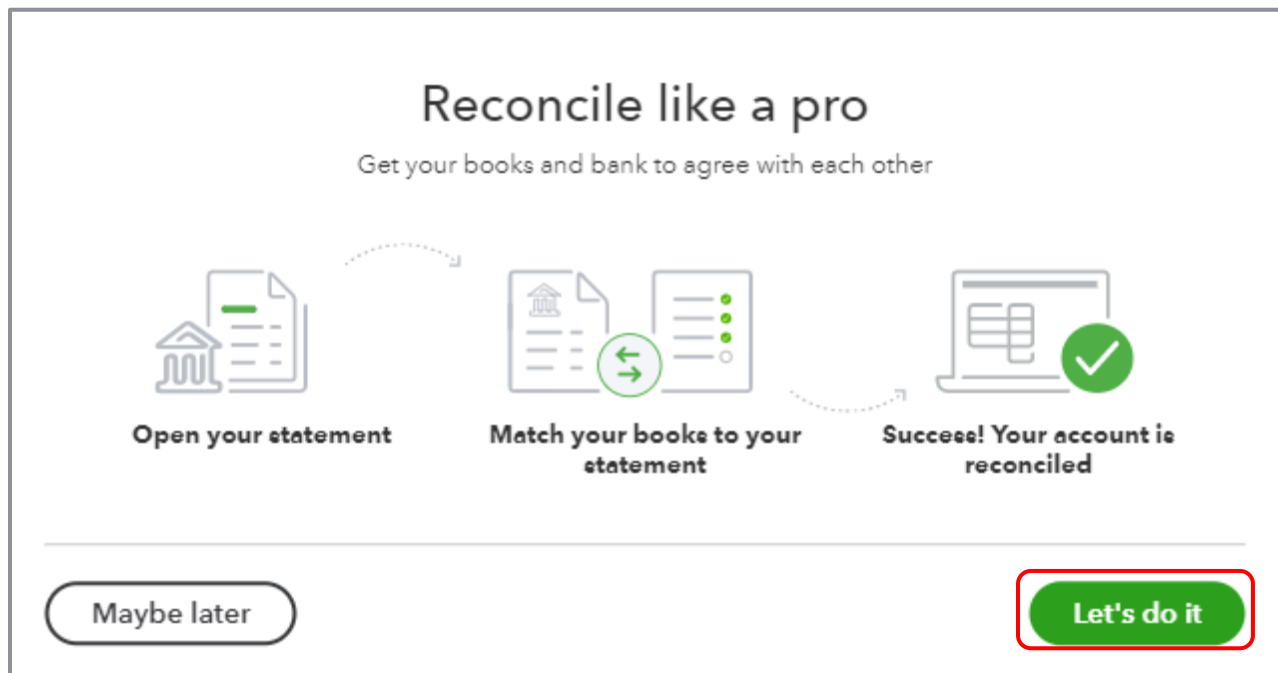 Reconcile like a pro
Get your books and bank to agree with each other
Open your statement
Match your books to your
statement
Success! Your account is
reconciled
Maybe later
Let's do it